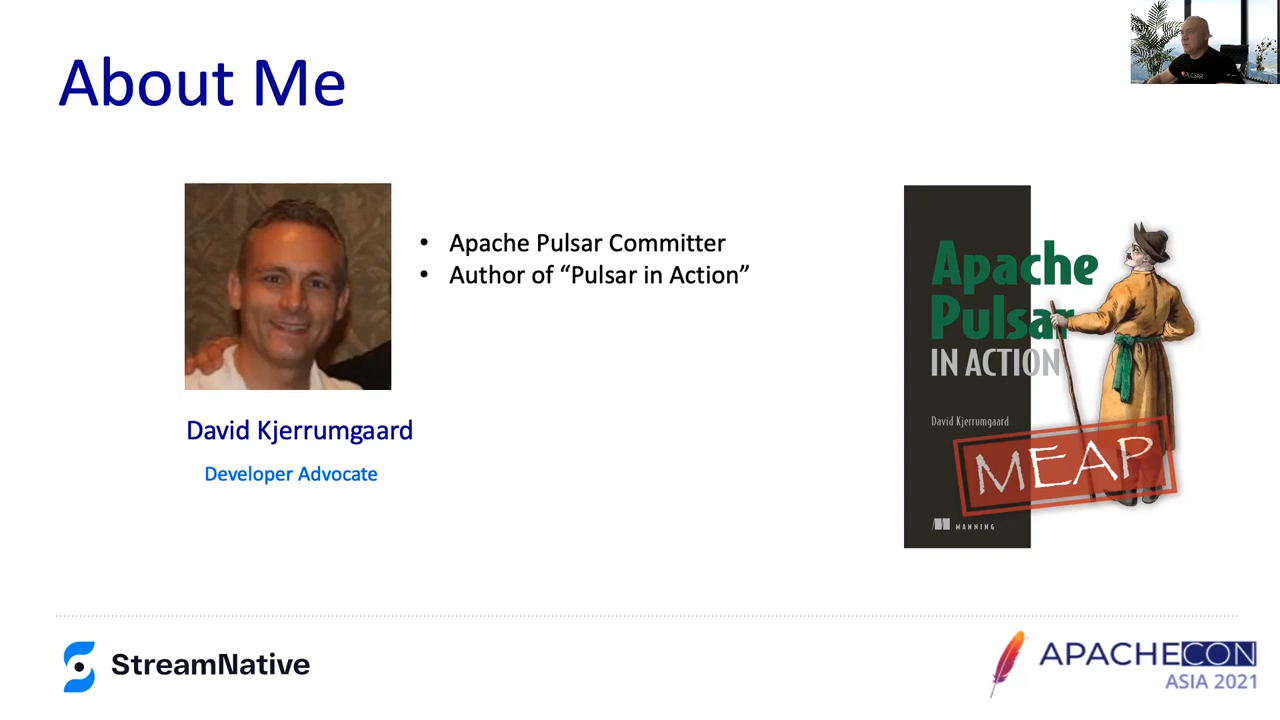 About Me
PULSAR
• Apache Pulsar Committer
• Author of “Pulsar in Action”
David Kjerrumgaard
Developer Advocate
Apache
Pulsar
IN ACTION
David Kjerrumgaard
MEAP
MANNING
StreamNative
APACHECON
ASIA 2021